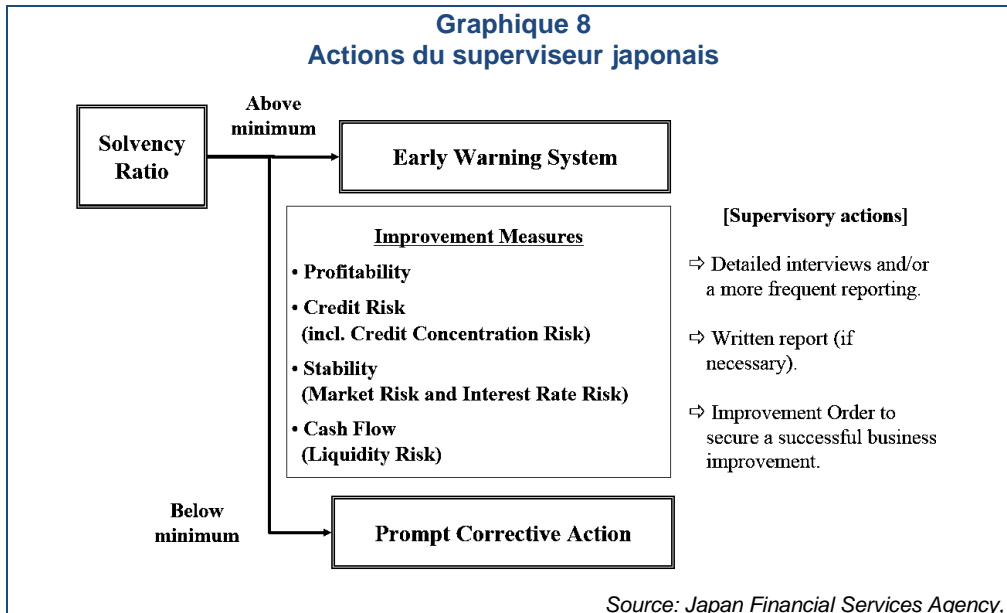 Graphique 8
Actions du superviseur japonais
Solvency
Ratio
Above
minimum
Early Warning System
Improvement Measures
• Profitability
• Credit Risk
(incl. Credit Concentration Risk)
• Stability
(Market Risk and Interest Rate Risk)
• Cash Flow
(Liquidity Risk)
[Supervisory actions]
⇨ Detailed interviews and/or
a more frequent reporting.
⇨ Written report (if
necessary).
⇨ Improvement Order to
secure a successful business
improvement.
Below
minimum
Prompt Corrective Action
Source: Japan Financial Services Agency.